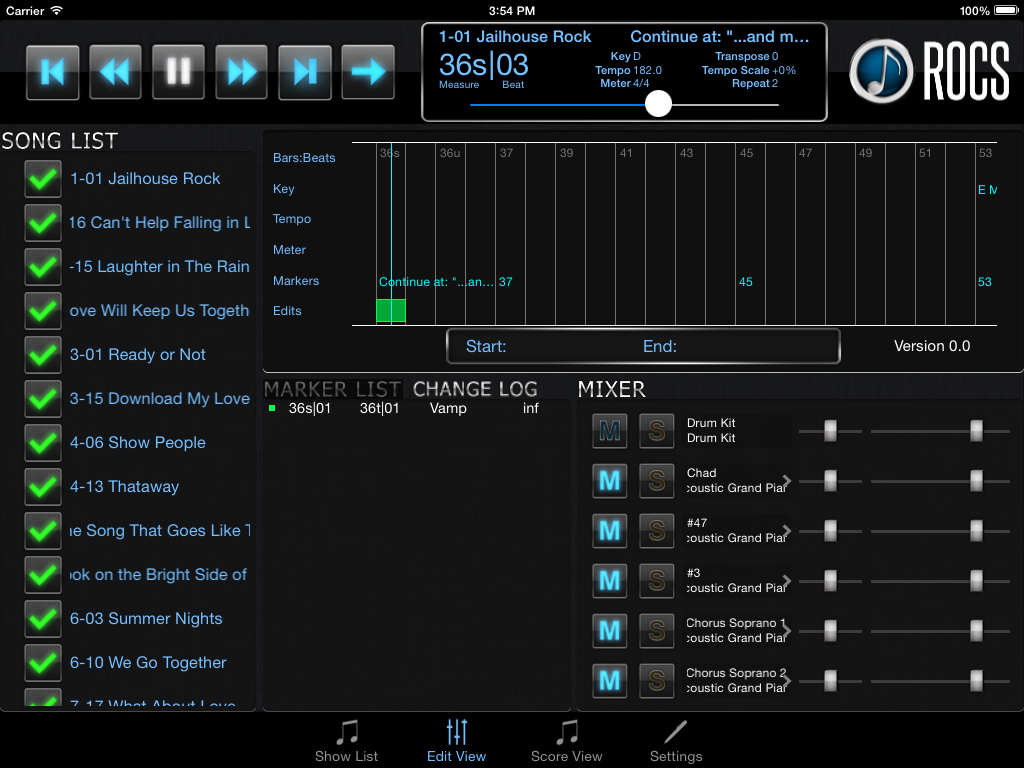 Carrier 3:54 PM 100%
1-01 Jailhouse Rock Continue at: "...and m...
36s|03
Measure Beat
Key D
Tempo 182.0
Meter 4/4
Transpose 0
Tempo Scale +0%
Repeat 2
ROCS
SONG LIST
1-01 Jailhouse Rock
16 Can't Help Falling in L
-15 Laughter in The Rain
ove Will Keep Us Togeth
3-01 Ready or Not
3-15 Download My Love
4-06 Show People
4-13 Thataway
ne Song That Goes Like T
ook on the Bright Side of
6-03 Summer Nights
6-10 We Go Together
7-17 What About Love
Bars:Beats 36s 36u 37 39 41 43 45 47 49 51 53
Key E M
Tempo
Meter
Markers Continue at: "...an... 37 45 53
Edits
Start: End:
Version 0.0
MARKER LIST CHANGE LOG
36s|01 36t|01 Vamp inf
MIXER
M S Drum Kit
Drum Kit
M S Chad
coustic Grand Piar
M S #47
coustic Grand Piar
M S #3
coustic Grand Piar
M S Chorus Soprano 1
coustic Grand Piar
M S Chorus Soprano 2
coustic Grand Piar
Show List Edit View Score View Settings